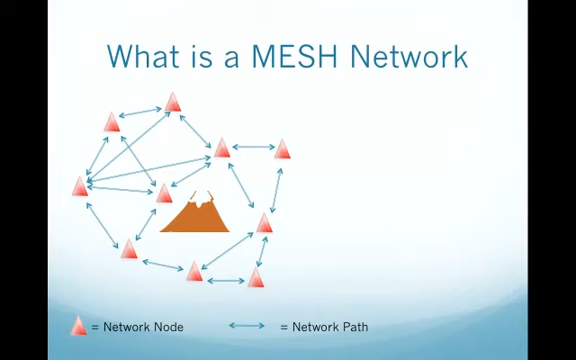 What is a MESH Network
= Network Node
= Network Path